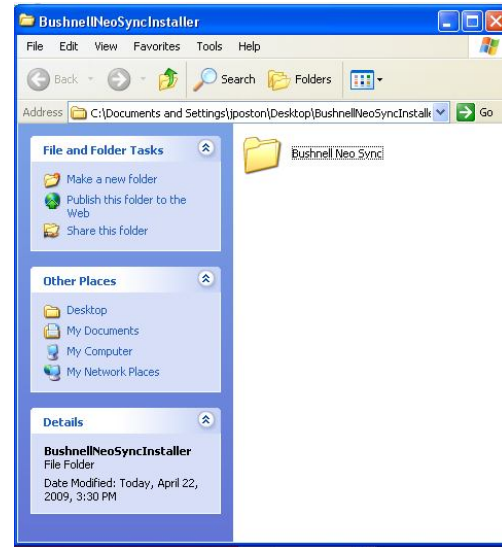 BushnellNeoSyncInstaller
File Edit View Favorites Tools Help
Back Search Folders
Address C:\Documents and Settings\jposton\Desktop\BushnellNeoSyncInstalle Go
File and Folder Tasks
Make a new folder
Publish this folder to the
Web
Share this folder
Other Places
Desktop
My Documents
My Computer
My Network Places
Details
BushnellNeoSyncInstaller
File Folder
Date Modified: Today, April 22,
2009, 3:30 PM
Bushnell Neo Sync